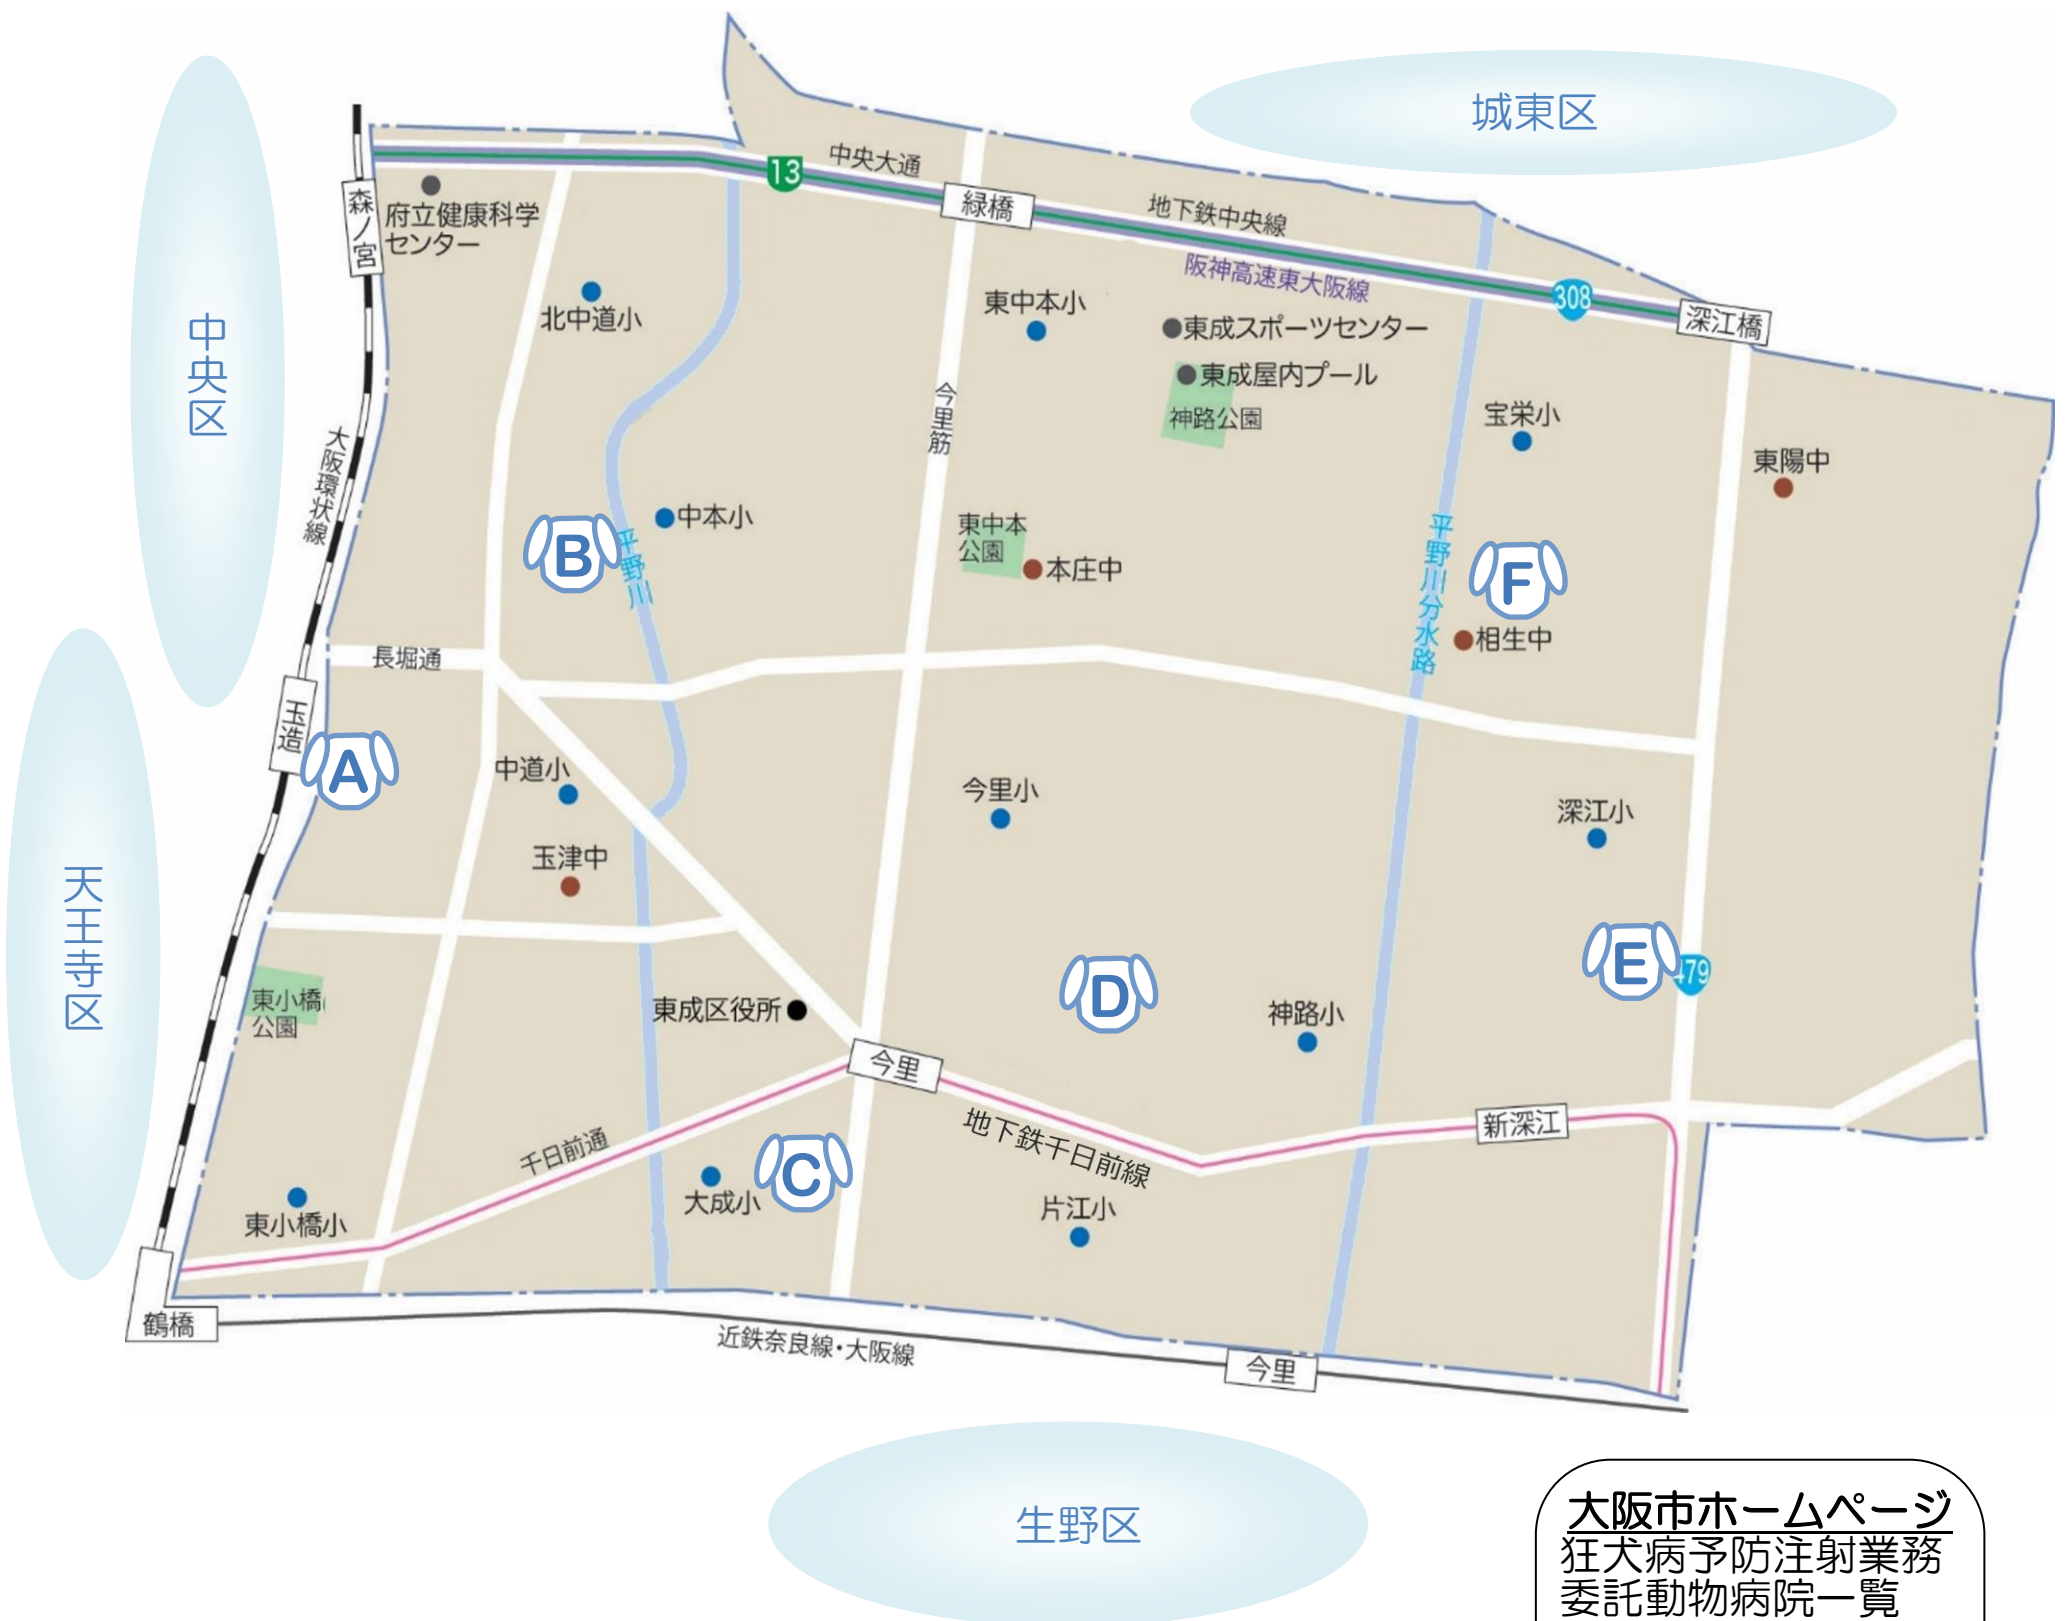 城東区
中央区
天王寺区
生野区
13
中央大通
緑橋
地下鉄中央線
阪神高速東大阪線
308
深江橋
森ノ宮
府立健康科学
センター
北中道小
東中本小
東成スポーツセンター
東成屋内プール
神路公園
宝栄小
東陽中
今里筋
大阪環状線
中本小
B
平野川
東中本
公園
本庄中
平野川分水路
F
相生中
長堀通
玉造
A
中道小
今里小
深江小
玉津中
E
479
東小橋
公園
東成区役所
D
神路小
今里
新深江
地下鉄千日前線
千日前通
C
大成小
片江小
東小橋小
鶴橋
近鉄奈良線・大阪線
今里
大阪市ホームページ
狂犬病予防注射業務
委託動物病院一覧